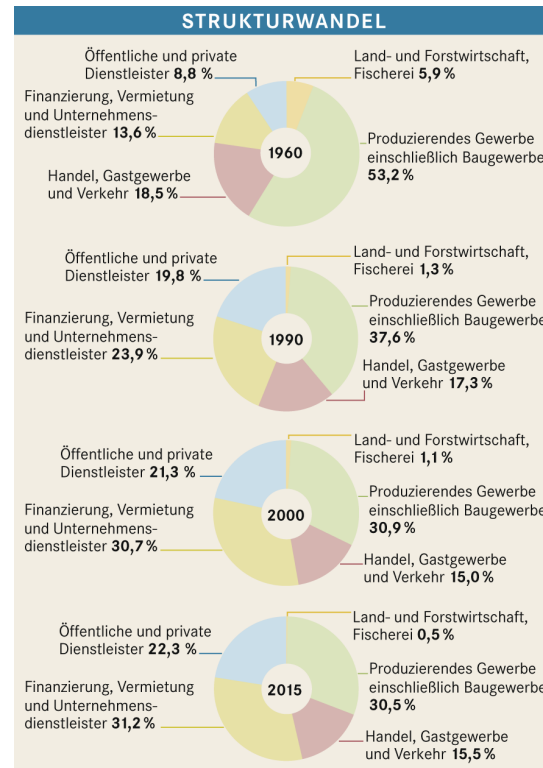 STRUKTURWANDEL
Öffentliche und private
Dienstleister 8,8 %
Land- und Forstwirtschaft,
Fischerei 5,9 %
Finanzierung, Vermietung
und Unternehmens-
dienstleister 13,6 %
1960
Produzierendes Gewerbe
einschließlich Baugewerbe
53,2 %
Handel, Gastgewerbe
und Verkehr 18,5 %
Öffentliche und private
Dienstleister 19,8 %
Land- und Forstwirtschaft,
Fischerei 1,3 %
Finanzierung, Vermietung
und Unternehmens-
dienstleister 23,9 %
1990
Produzierendes Gewerbe
einschließlich Baugewerbe
37,6 %
Handel, Gastgewerbe
und Verkehr 17,3 %
Öffentliche und private
Dienstleister 21,3 %
Land- und Forstwirtschaft,
Fischerei 1,1 %
Finanzierung, Vermietung
und Unternehmens-
dienstleister 30,7 %
2000
Produzierendes Gewerbe
einschließlich Baugewerbe
30,9 %
Handel, Gastgewerbe
und Verkehr 15,0 %
Öffentliche und private
Dienstleister 22,3 %
Land- und Forstwirtschaft,
Fischerei 0,5 %
Finanzierung, Vermietung
und Unternehmens-
dienstleister 31,2 %
2015
Produzierendes Gewerbe
einschließlich Baugewerbe
30,5 %
Handel, Gastgewerbe
und Verkehr 15,5 %